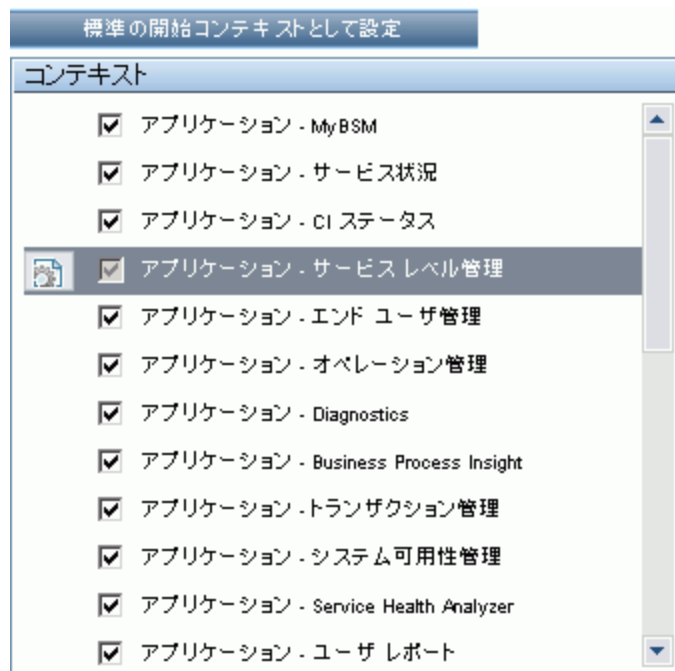 標準の開始コンテキストとして設定
コンテキスト
アプリケーション - MyBSM
アプリケーション - サービス状況
アプリケーション - CI ステータス
アプリケーション - サービス レベル管理
アプリケーション - エンド ユーザ管理
アプリケーション - オペレーション管理
アプリケーション - Diagnostics
アプリケーション - Business Process Insight
アプリケーション - トランザクション管理
アプリケーション - システム可用性管理
アプリケーション - Service Health Analyzer
アプリケーション - ユーザ レポート